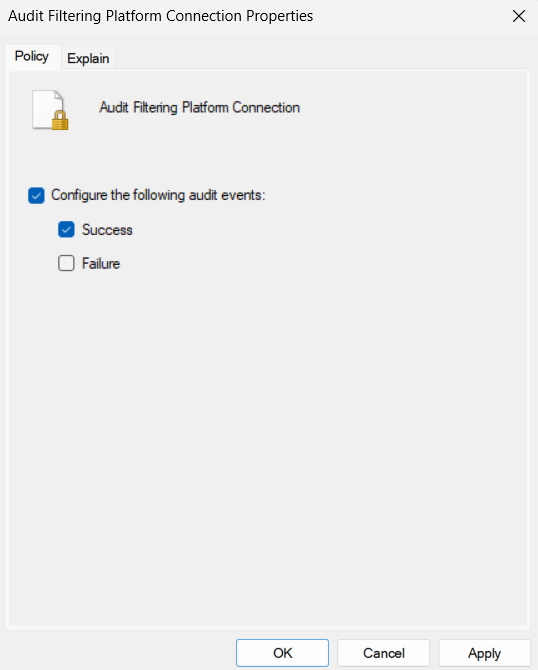 Audit Filtering Platform Connection Properties
Policy
Explain
Audit Filtering Platform Connection
Configure the following audit events:
Success
Failure
OK
Cancel
Apply